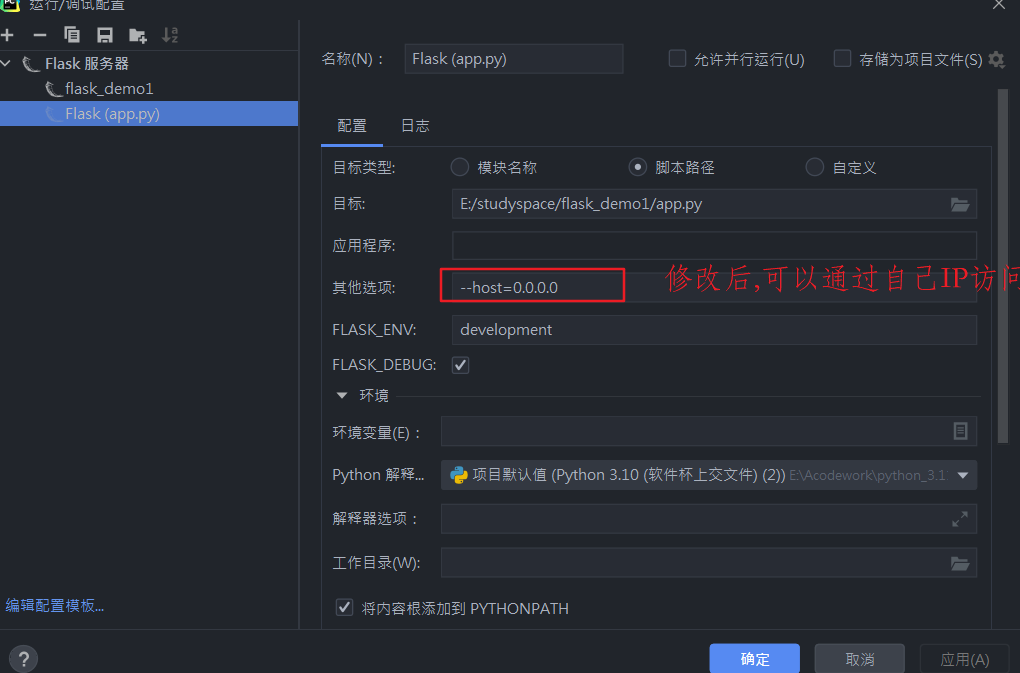 运行/调试配置
Flask 服务器
flask_demo1
Flask (app.py)
编辑配置模板...
名称(N)：
Flask (app.py)
允许并行运行(U)
存储为项目文件(S)
配置
日志
目标类型:
模块名称
脚本路径
自定义
目标:
E:/studyspace/flask_demo1/app.py
应用程序:
其他选项:
--host=0.0.0.0
修改后,可以通过自己IP访问
FLASK_ENV:
development
FLASK_DEBUG:
环境
环境变量(E)：
Python 解释...
项目默认值 (Python 3.10 (软件杯上交文件) (2)) E:\Acodework\python_3.1
解释器选项：
工作目录(W):
将内容根添加到 PYTHONPATH
?
确定
取消
应用(A)